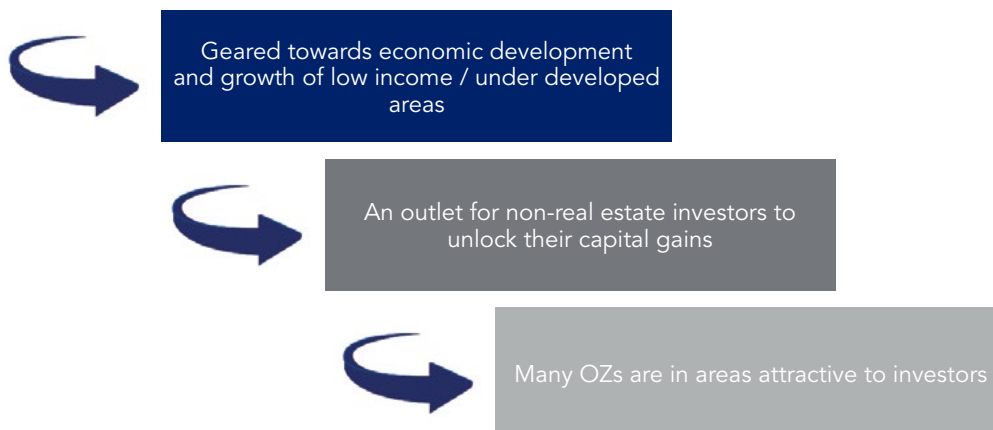 Geared towards economic development
and growth of low income / under developed
areas
An outlet for non-real estate investors to
unlock their capital gains
Many OZs are in areas attractive to investors